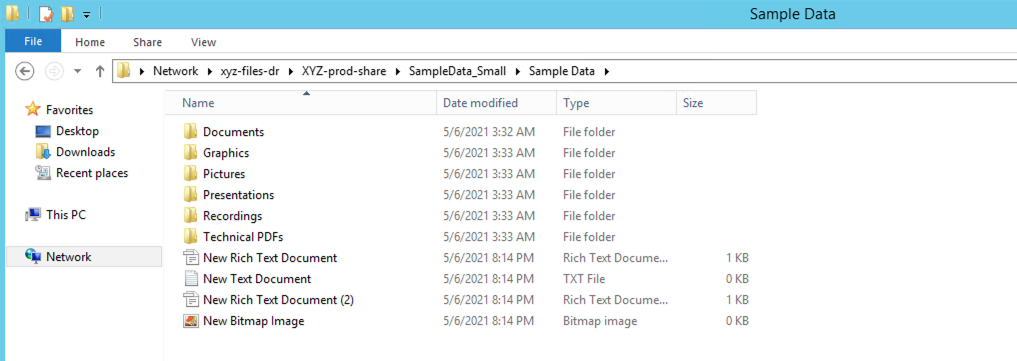 Sample Data
File Home Share View
Network xyz-files-dr XYZ-prod-share SampleData_Small Sample Data
Name Date modified Type Size
Favorites
Desktop
Downloads
Recent places
This PC
Network
Documents 5/6/2021 3:32 AM File folder
Graphics 5/6/2021 3:33 AM File folder
Pictures 5/6/2021 3:33 AM File folder
Presentations 5/6/2021 3:33 AM File folder
Recordings 5/6/2021 3:33 AM File folder
Technical PDFs 5/6/2021 3:33 AM File folder
New Rich Text Document 5/6/2021 8:14 PM Rich Text Docume... 1 KB
New Text Document 5/6/2021 8:14 PM TXT File 0 KB
New Rich Text Document (2) 5/6/2021 8:14 PM Rich Text Docume... 1 KB
New Bitmap Image 5/6/2021 8:14 PM Bitmap image 0 KB